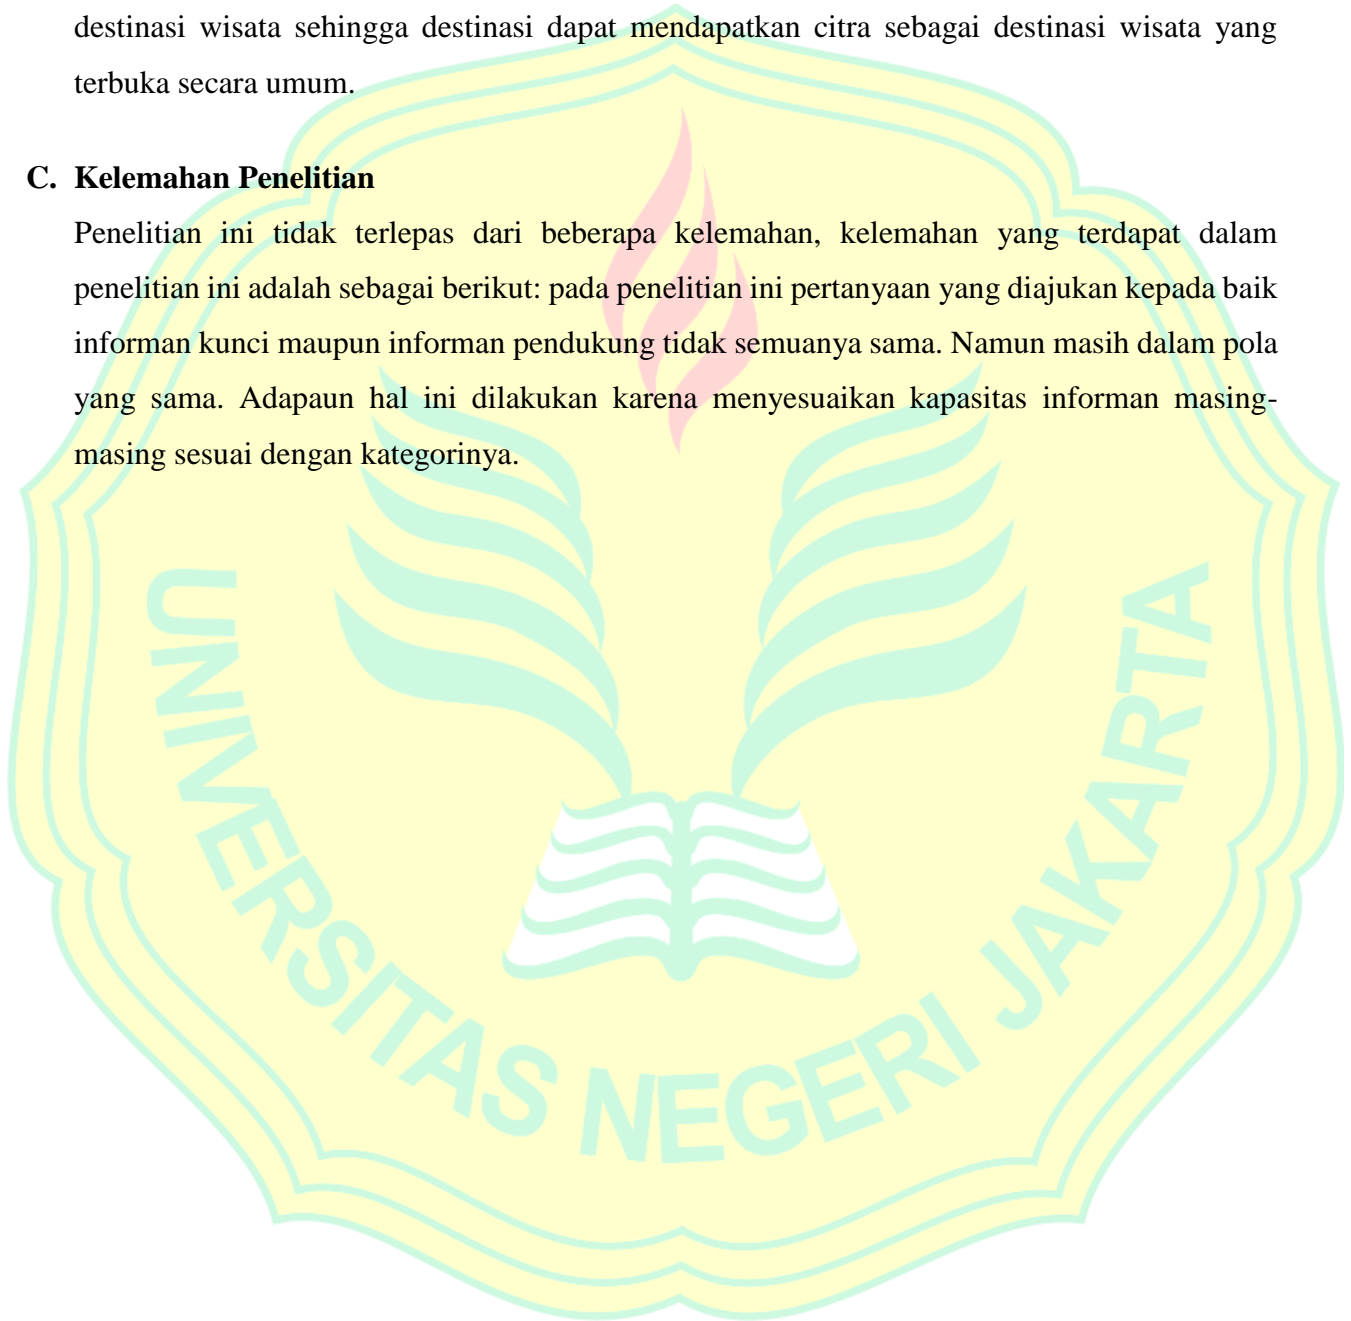 destinasi wisata sehingga destinasi dapat mendapatkan citra sebagai destinasi wisata yang
terbuka secara umum.
C. Kelemahan Penelitian
Penelitian ini tidak terlepas dari beberapa kelemahan, kelemahan yang terdapat dalam
penelitian ini adalah sebagai berikut: pada penelitian ini pertanyaan yang diajukan kepada baik
informan kunci maupun informan pendukung tidak semuanya sama. Namun masih dalam pola
yang sama. Adapaun hal ini dilakukan karena menyesuaikan kapasitas informan masing-
masing sesuai dengan kategorinya.
UNIVERSITAS NEGERI JAKARTA